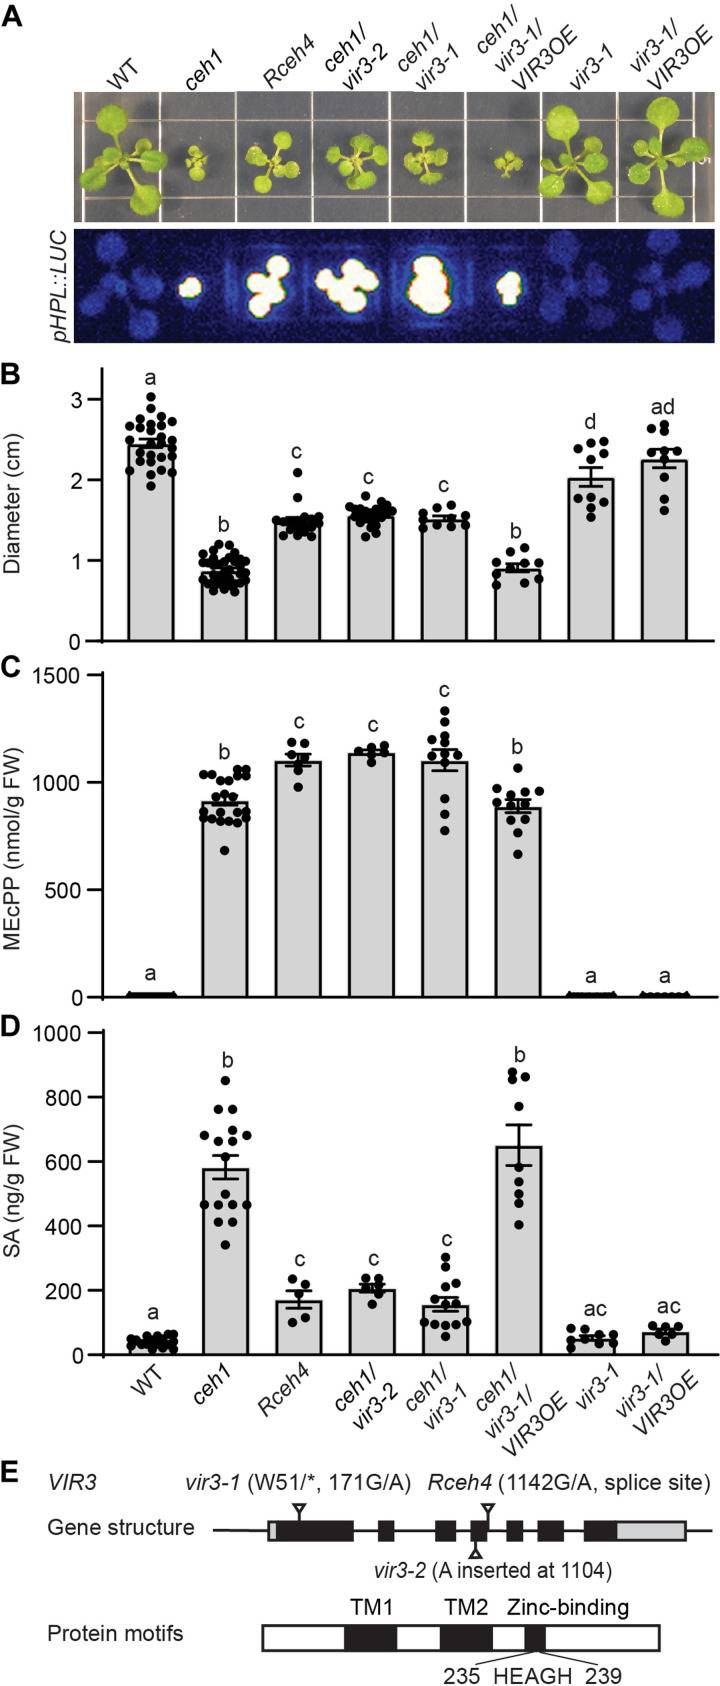 A
WT
ceh1
Rceh4
ceh1/
vir3-2
ceh1/
vir3-1
ceh1/
vir3-1/
VIR3OE
vir3-1
vir3-1/
VIR3OE
pHPL::LUC
B
Diameter (cm)
3
2
1
0
a
b
c
c
c
b
d
ad
C
MEcPP (nmol/g FW)
1500
1000
500
0
a
b
c
c
c
b
a
a
D
SA (ng/g FW)
1000
800
600
400
200
0
a
b
c
c
c
b
ac
ac
WT
ceh1
Rceh4
ceh1/
vir3-2
ceh1/
vir3-1
ceh1/
vir3-1/
VIR3OE
vir3-1
vir3-1/
VIR3OE
E
VIR3
vir3-1 (W51/*, 171G/A)
Rceh4 (1142G/A, splice site)
Gene structure
vir3-2 (A inserted at 1104)
TM1
TM2
Zinc-binding
Protein motifs
235 HEAGH 239